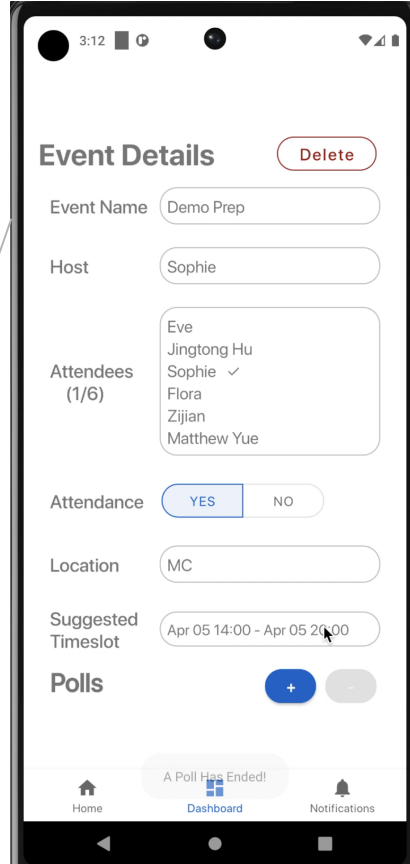 3:12
Event Details
Delete
Event Name
Demo Prep
Host
Sophie
Attendees
(1/6)
Eve
Jingtong Hu
Sophie ✓
Flora
Zijian
Matthew Yue
Attendance
YES
NO
Location
MC
Suggested
Timeslot
Apr 05 14:00 - Apr 05 20:00
Polls
+
-
A Poll Has Ended!
Home
Dashboard
Notifications